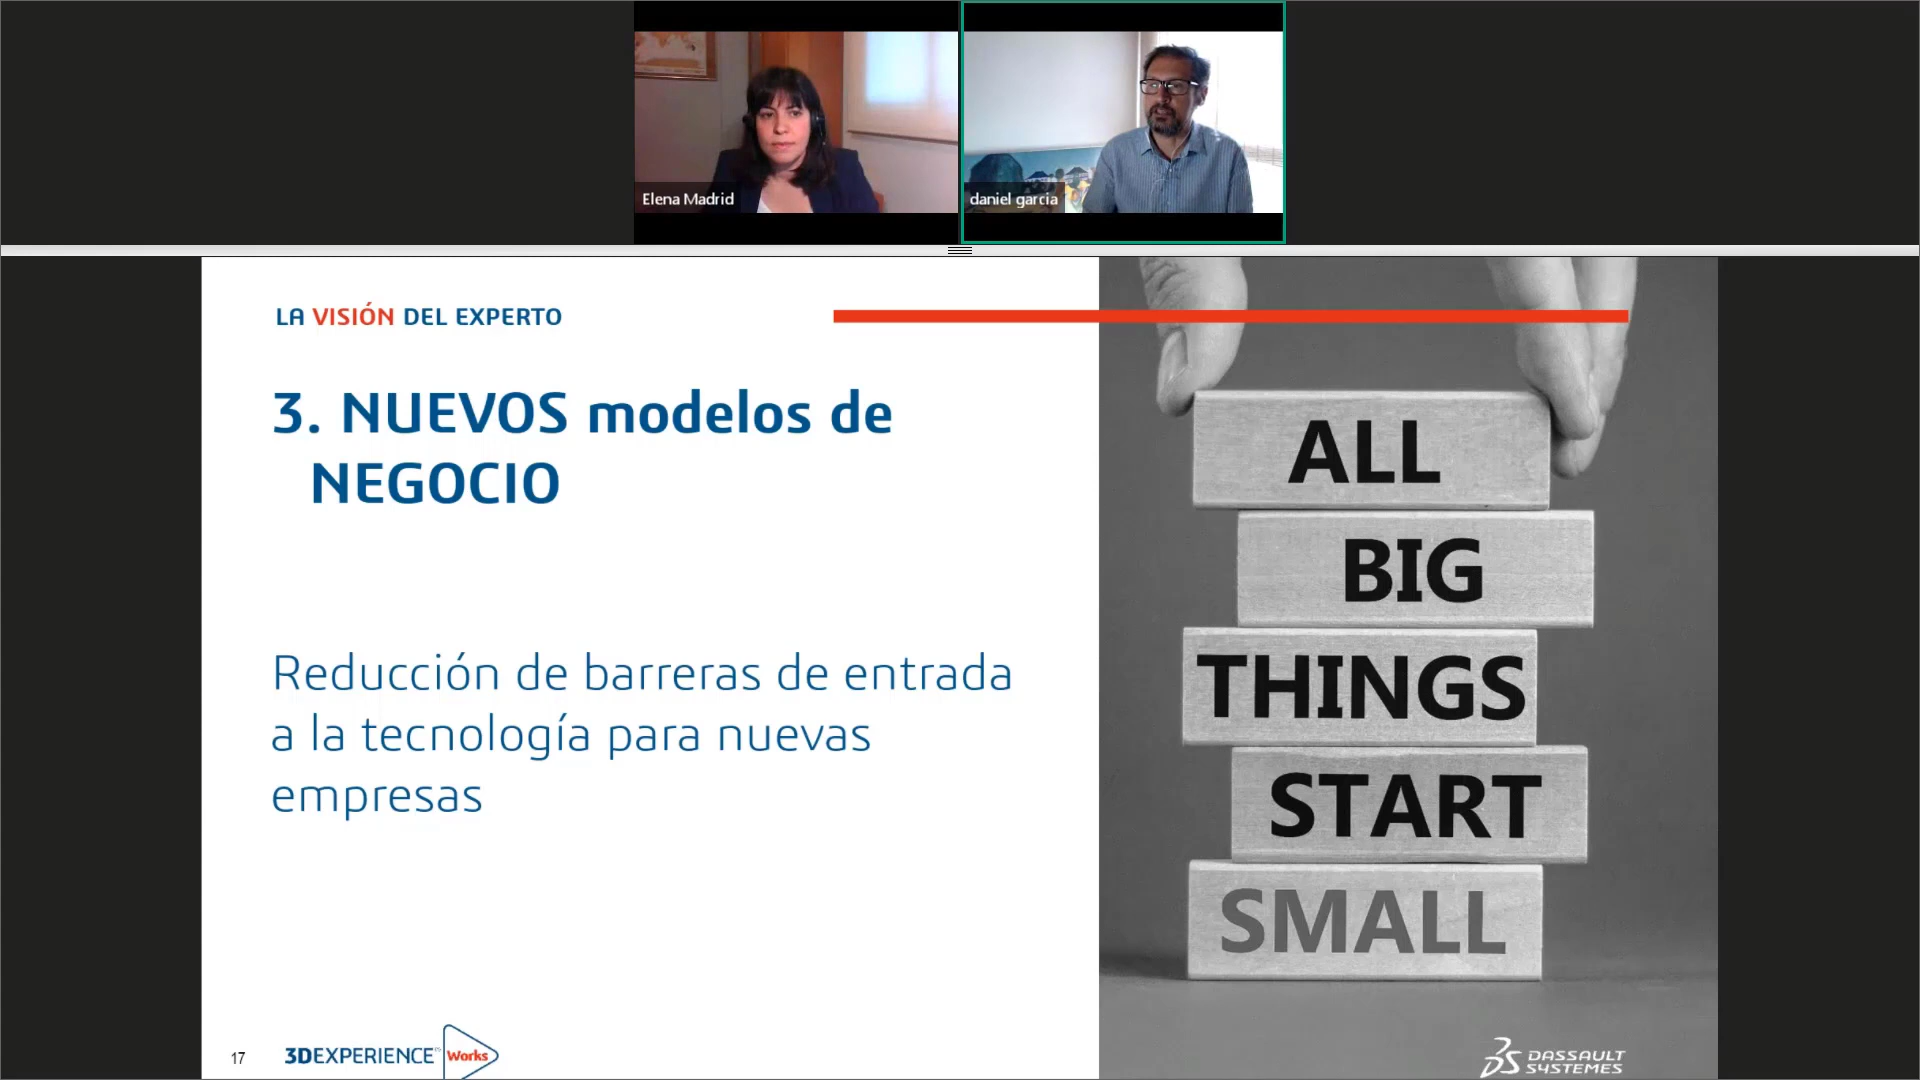 Elena Madrid
daniel garcia
LA VISIÓN DEL EXPERTO
3. NUEVOS modelos de
NEGOCIO
Reducción de barreras de entrada
a la tecnología para nuevas
empresas
ALL
BIG
THINGS
START
SMALL
17
3DEXPERIENCE Works
DASSAULT
SYSTEMES